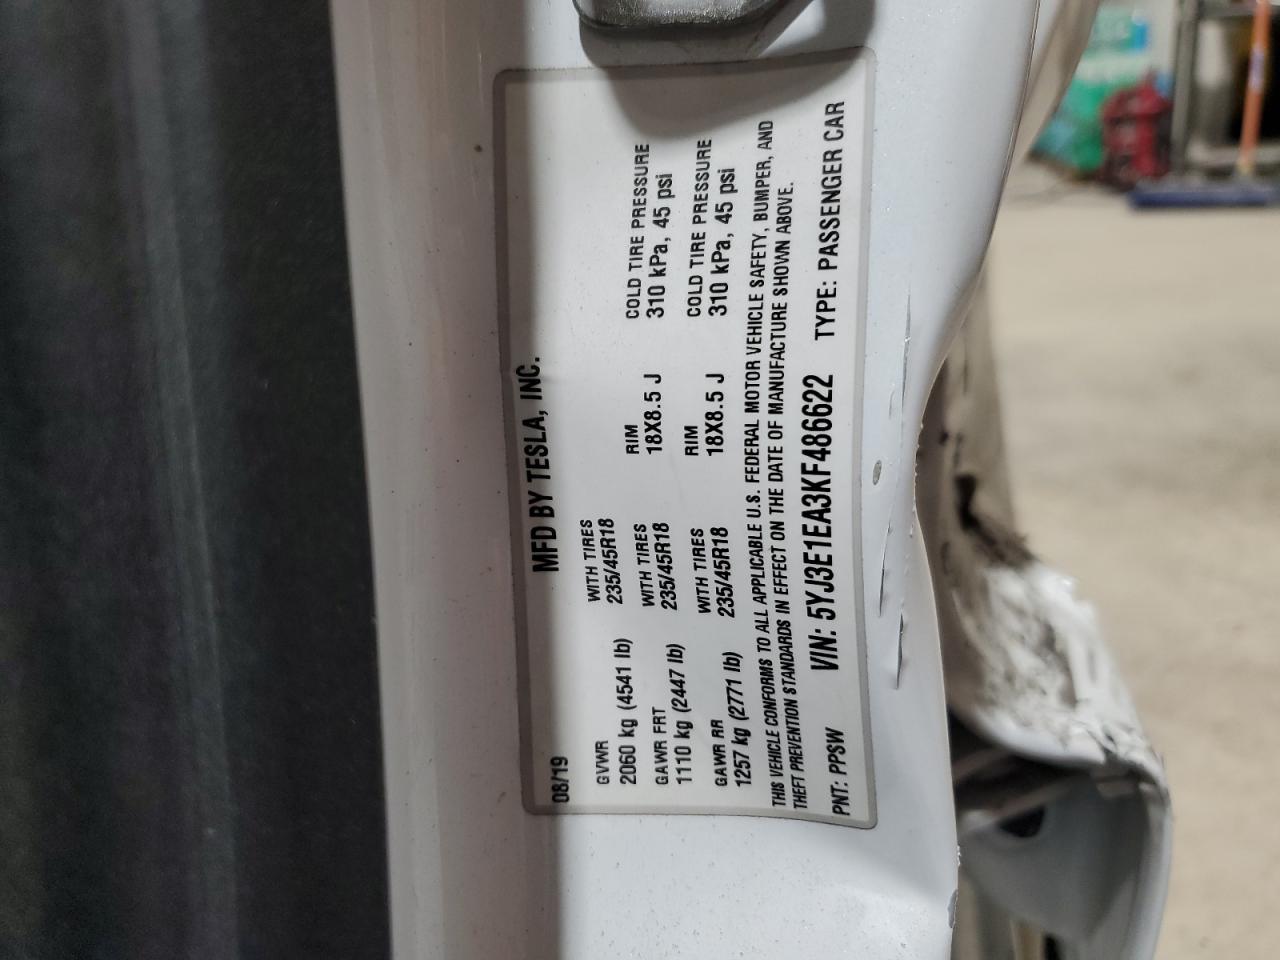 MFD BY TESLA, INC.
08/19
GVWR
2060 kg (4541 lb)
WITH TIRES
235/45R18
GAWR FRT
1110 kg (2447 lb)
WITH TIRES
235/45R18
RIM
18X8.5 J
COLD TIRE PRESSURE
310 kPa, 45 psi
GAWR RR
1257 kg (2771 lb)
WITH TIRES
235/45R18
RIM
18X8.5 J
COLD TIRE PRESSURE
310 kPa, 45 psi
THIS VEHICLE CONFORMS TO ALL APPLICABLE U.S. FEDERAL MOTOR VEHICLE SAFETY, BUMPER, AND
THEFT PREVENTION STANDARDS IN EFFECT ON THE DATE OF MANUFACTURE SHOWN ABOVE.
PNT: PPSW VIN: 5YJ3E1EA3KF486622 TYPE: PASSENGER CAR